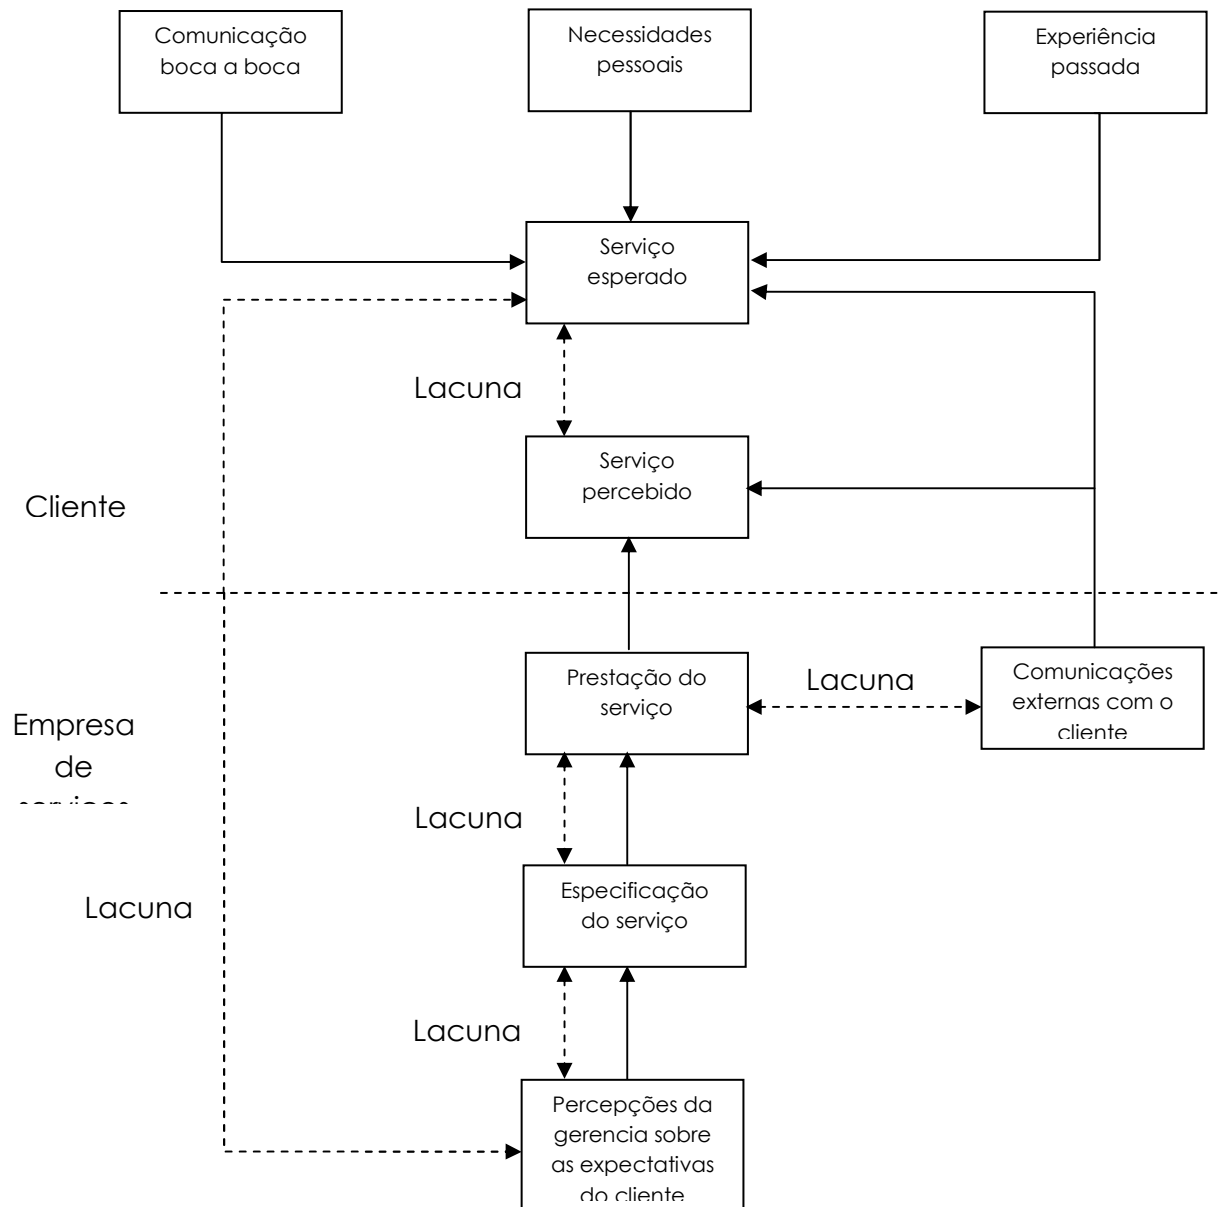 Comunicação
boca a boca
Necessidades
pessoais
Experiência
passada
Serviço
esperado
Lacuna
Serviço
percebido
Cliente
Prestação do
serviço
Lacuna
Comunicações
externas com o
cliente
Empresa
de
serviços
Lacuna
Especificação
do serviço
Lacuna
Lacuna
Percepções da
gerencia sobre
as expectativas
do cliente